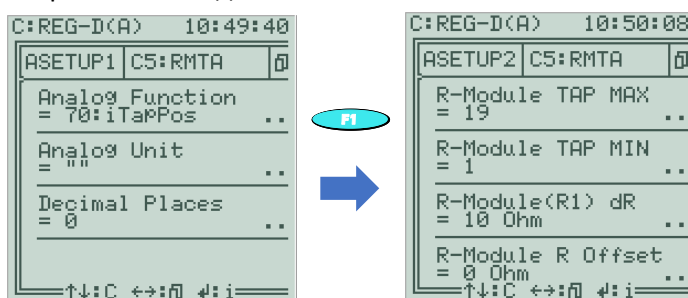 C:REG-D(A) 10:49:40
ASETUP1 C5:RMTA
Analog Function
= 70:iTapPos ..
Analog Unit
= "" ..
Decimal Places
= 0 ..
↑↓:C ↔: ↲:i
F1
C:REG-D(A) 10:50:08
ASETUP2 C5:RMTA
R-Module TAP MAX
= 19 ..
R-Module TAP MIN
= 1 ..
R-Module(R1) dR
= 10 Ohm ..
R-Module R Offset
= 0 Ohm ..
↑↓:C ↔: ↲:i